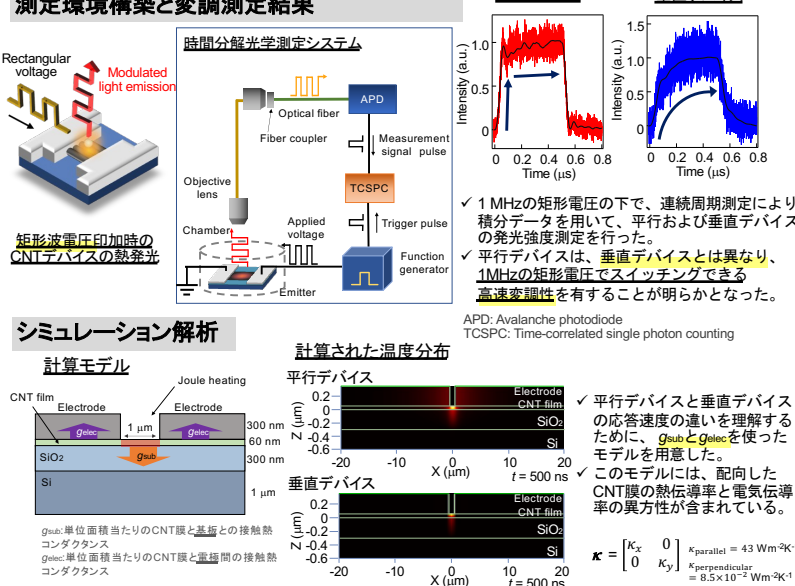 測定環境構築と変調測定結果
Rectangular
voltage
Modulated
light emission
矩形波電圧印加時の
CNTデバイスの熱発光
時間分解光学測定システム
Optical fiber
APD
Fiber coupler
Measurement
signal pulse
Objective
lens
TCSPC
Chamber
Applied
voltage
Trigger pulse
Function
generator
Emitter
Intensity (a.u.)
1.0
0.5
0
0 0.2 0.4 0.6 0.8
Time (μs)
Intensity (a.u.)
1.5
1.0
0.5
0
0 0.2 0.4 0.6 0.8
Time (μs)
✓ 1 MHzの矩形電圧の下で、連続周期測定により
積分データを用いて、平行および垂直デバイス
の発光強度測定を行った。
✓ 平行デバイスは、垂直デバイスとは異なり、
1MHzの矩形電圧でスイッチングできる
高速変調性を有することが明らかとなった。
APD: Avalanche photodiode
TCSPC: Time-correlated single photon counting
シミュレーション解析
計算モデル
Joule heating
CNT film
Electrode
1 μm
Electrode
gelec
gelec
300 nm
60 nm
SiO2
gsub
300 nm
Si
1 μm
gsub:単位面積当たりのCNT膜と基板との接触熱
コンダクタンス
gelec:単位面積当たりのCNT膜と電極間の接触熱
コンダクタンス
計算された温度分布
平行デバイス
Z (μm)
0.2
0
-0.2
-0.4
-0.6
Electrode
CNT film
SiO2
Si
-20 -10 0 10 20
X (μm)
t = 500 ns
垂直デバイス
Z (μm)
0.2
0
-0.2
-0.4
-0.6
Electrode
CNT film
SiO2
Si
-20 -10 0 10 20
X (μm)
t = 500 ns
✓ 平行デバイスと垂直デバイス
の応答速度の違いを理解する
ために、gsubとgelecを使った
モデルを用意した。
✓ このモデルには、配向した
CNT膜の熱伝導率と電気伝導
率の異方性が含まれている。
κ = [κx 0
0 κy]
κparallel = 43 Wm-2K-
κperpendicular
= 8.5×10-2 Wm-2K-1